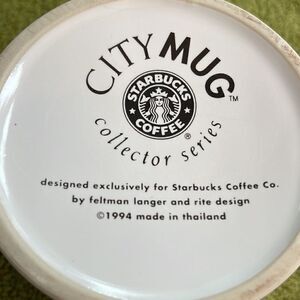 CITY MUG™
STARBUCKS
COFFEE
®
collector series
designed exclusively for Starbucks Coffee Co.
by feltman langer and rite design
©1994 made in thailand